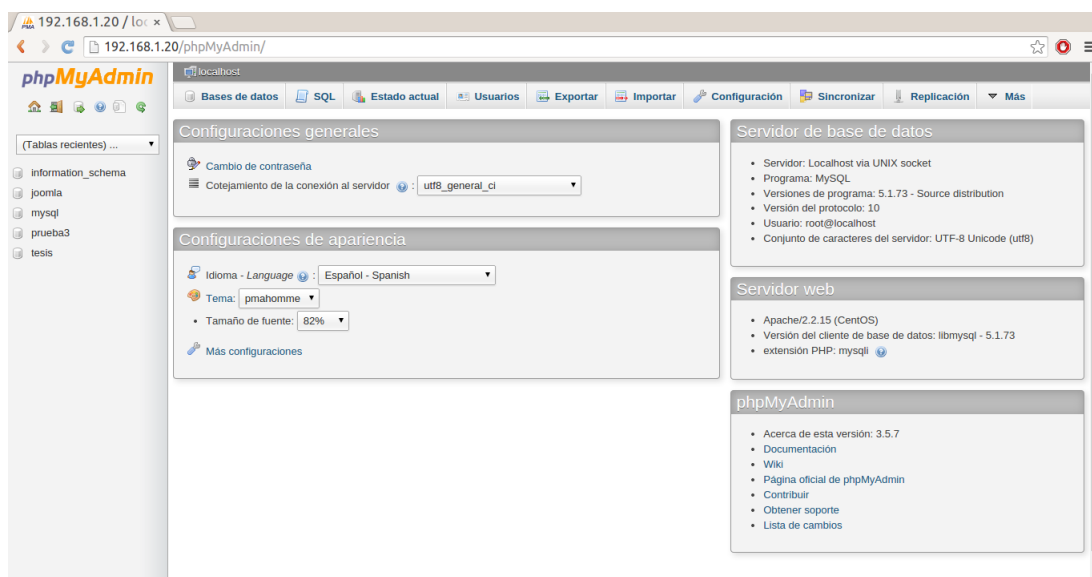 192.168.1.20 / loc
192.168.1.20/phpMyAdmin/
phpMyAdmin
(Tablas recientes) ...
information_schema
joomla
mysql
prueba3
tesis
localhost
Bases de datos SQL Estado actual Usuarios Exportar Importar Configuración Sincronizar Replicación Más
Configuraciones generales
Cambio de contraseña
Cotejamiento de la conexión al servidor : utf8_general_ci
Configuraciones de apariencia
Idioma - Language : Español - Spanish
Tema: pmahomme
Tamaño de fuente: 82%
Más configuraciones
Servidor de base de datos
Servidor: Localhost via UNIX socket
Programa: MySQL
Versiones de programa: 5.1.73 - Source distribution
Versión del protocolo: 10
Usuario: root@localhost
Conjunto de caracteres del servidor: UTF-8 Unicode (utf8)
Servidor web
Apache/2.2.15 (CentOS)
Versión del cliente de base de datos: libmysql - 5.1.73
extensión PHP: mysqli
phpMyAdmin
Acerca de esta versión: 3.5.7
Documentación
Wiki
Página oficial de phpMyAdmin
Contribuir
Obtener soporte
Lista de cambios